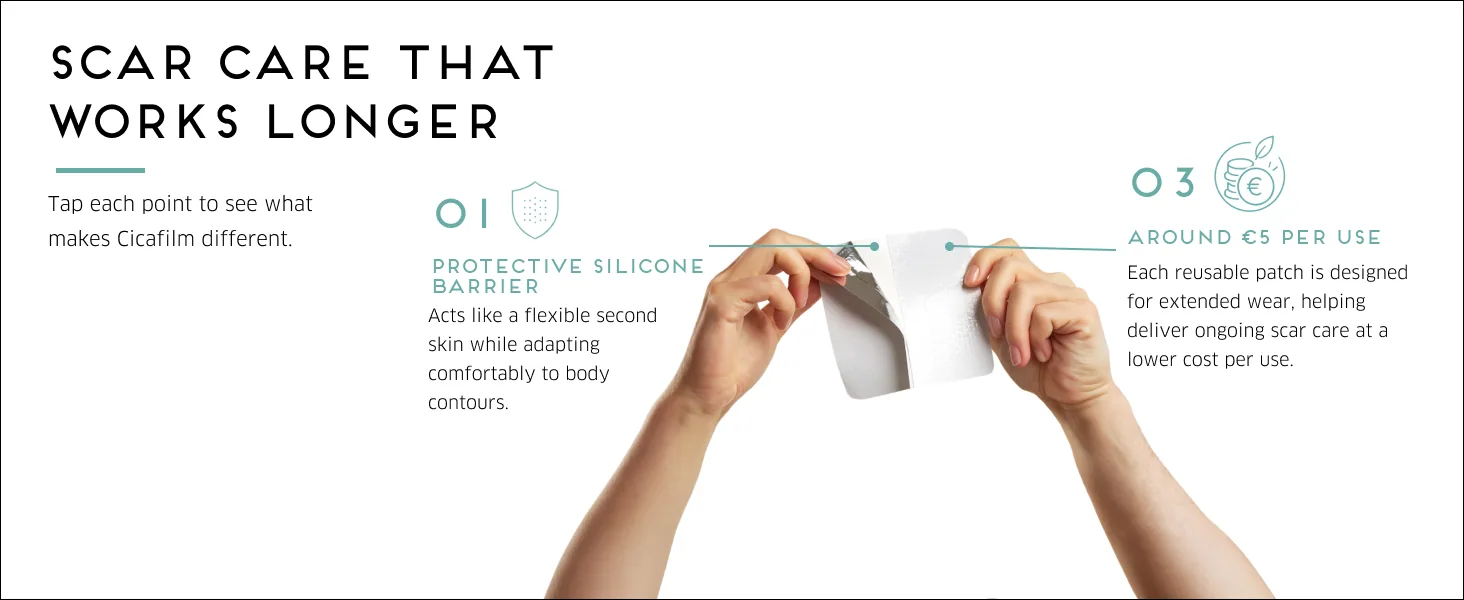 SCAR CARE THAT
WORKS LONGER
Tap each point to see what
makes Cicafilm different.
01
PROTECTIVE SILICONE
BARRIER
Acts like a flexible second
skin while adapting
comfortably to body
contours.
03
€
AROUND €5 PER USE
Each reusable patch is designed
for extended wear, helping
deliver ongoing scar care at a
lower cost per use.